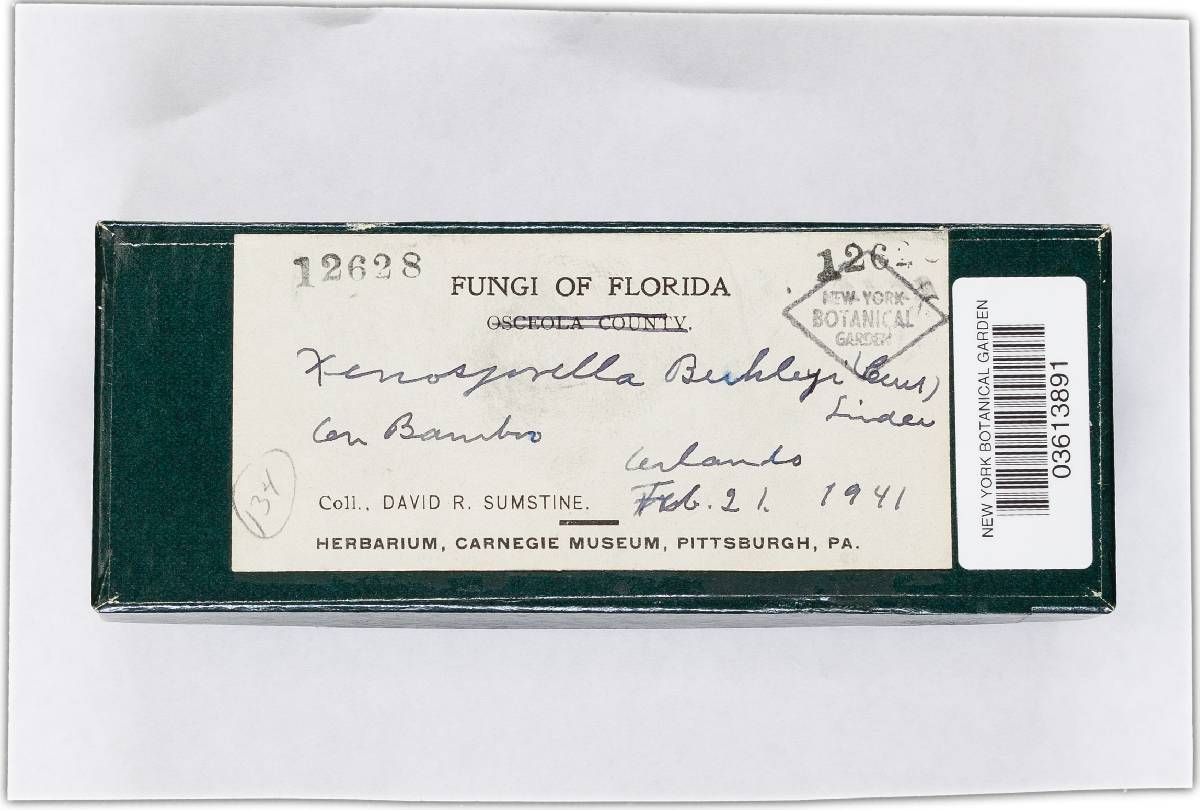 12628
12628
FUNGI OF FLORIDA
OSCEOLA COUNTY.
NEW-YORK-
BOTANICAL
GARDEN
Xenosporella Berkleyi (Curt)
Linder
On Bamboo
Orlando
134
Coll., DAVID R. SUMSTINE.
Feb. 21. 1941
HERBARIUM, CARNEGIE MUSEUM, PITTSBURGH, PA.
NEW YORK BOTANICAL GARDEN
03613891